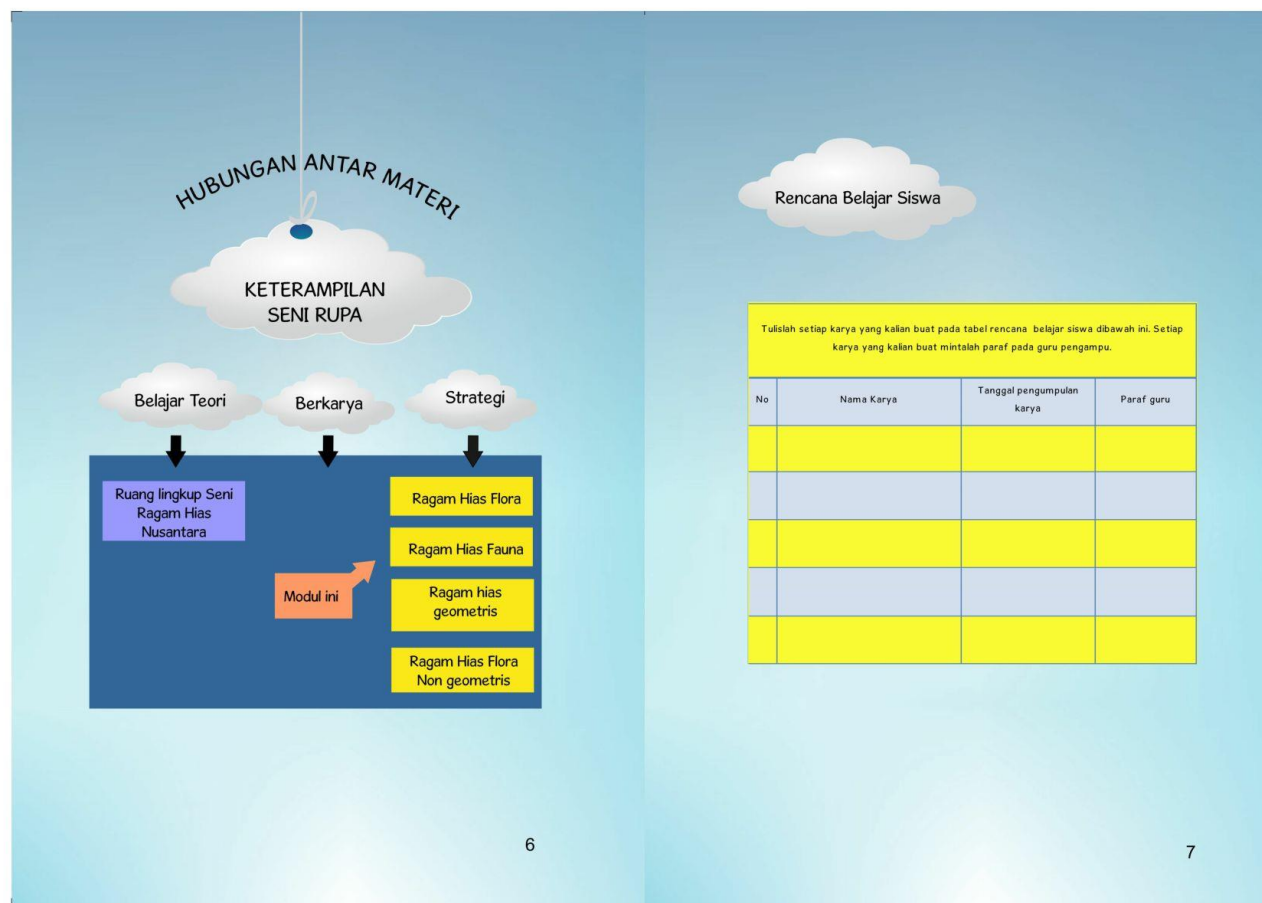 HUBUNGAN ANTAR MATERI
KETERAMPILAN
SENI RUPA
Belajar Teori
Berkarya
Strategi
Ruang lingkup Seni
Ragam Hias
Nusantara
Modul ini
Ragam Hias Flora
Ragam Hias Fauna
Ragam hias
geometris
Ragam Hias Flora
Non geometris
6
Rencana Belajar Siswa
Tulislah setiap karya yang kalian buat pada tabel rencana belajar siswa dibawah ini. Setiap
karya yang kalian buat mintalah paraf pada guru pengampu.
No
Nama Karya
Tanggal pengumpulan
karya
Paraf guru
7